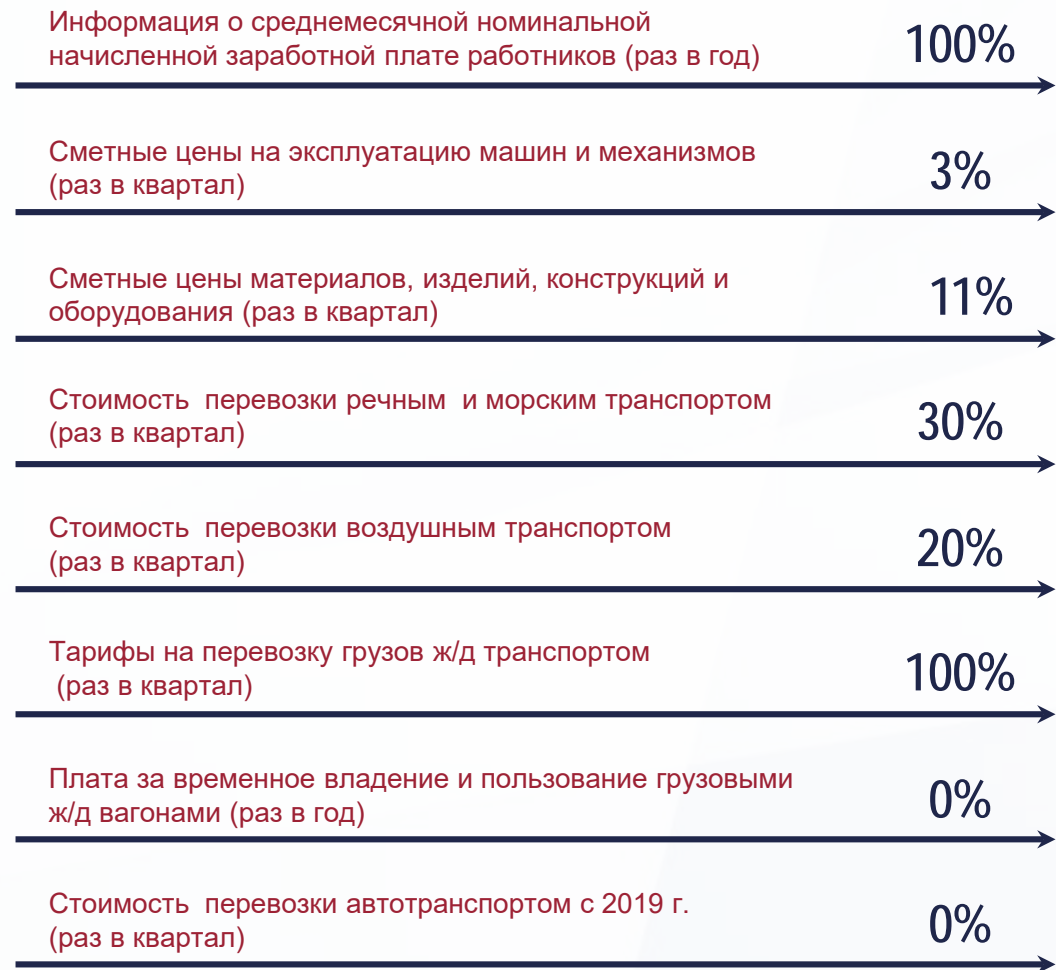 Информация о среднемесячной номинальной
начисленной заработной плате работников (раз в год)
100%
Сметные цены на эксплуатацию машин и механизмов
(раз в квартал)
3%
Сметные цены материалов, изделий, конструкций и
оборудования (раз в квартал)
11%
Стоимость перевозки речным и морским транспортом
(раз в квартал)
30%
Стоимость перевозки воздушным транспортом
(раз в квартал)
20%
Тарифы на перевозку грузов ж/д транспортом
(раз в квартал)
100%
Плата за временное владение и пользование грузовыми
ж/д вагонами (раз в год)
0%
Стоимость перевозки автотранспортом с 2019 г.
(раз в квартал)
0%